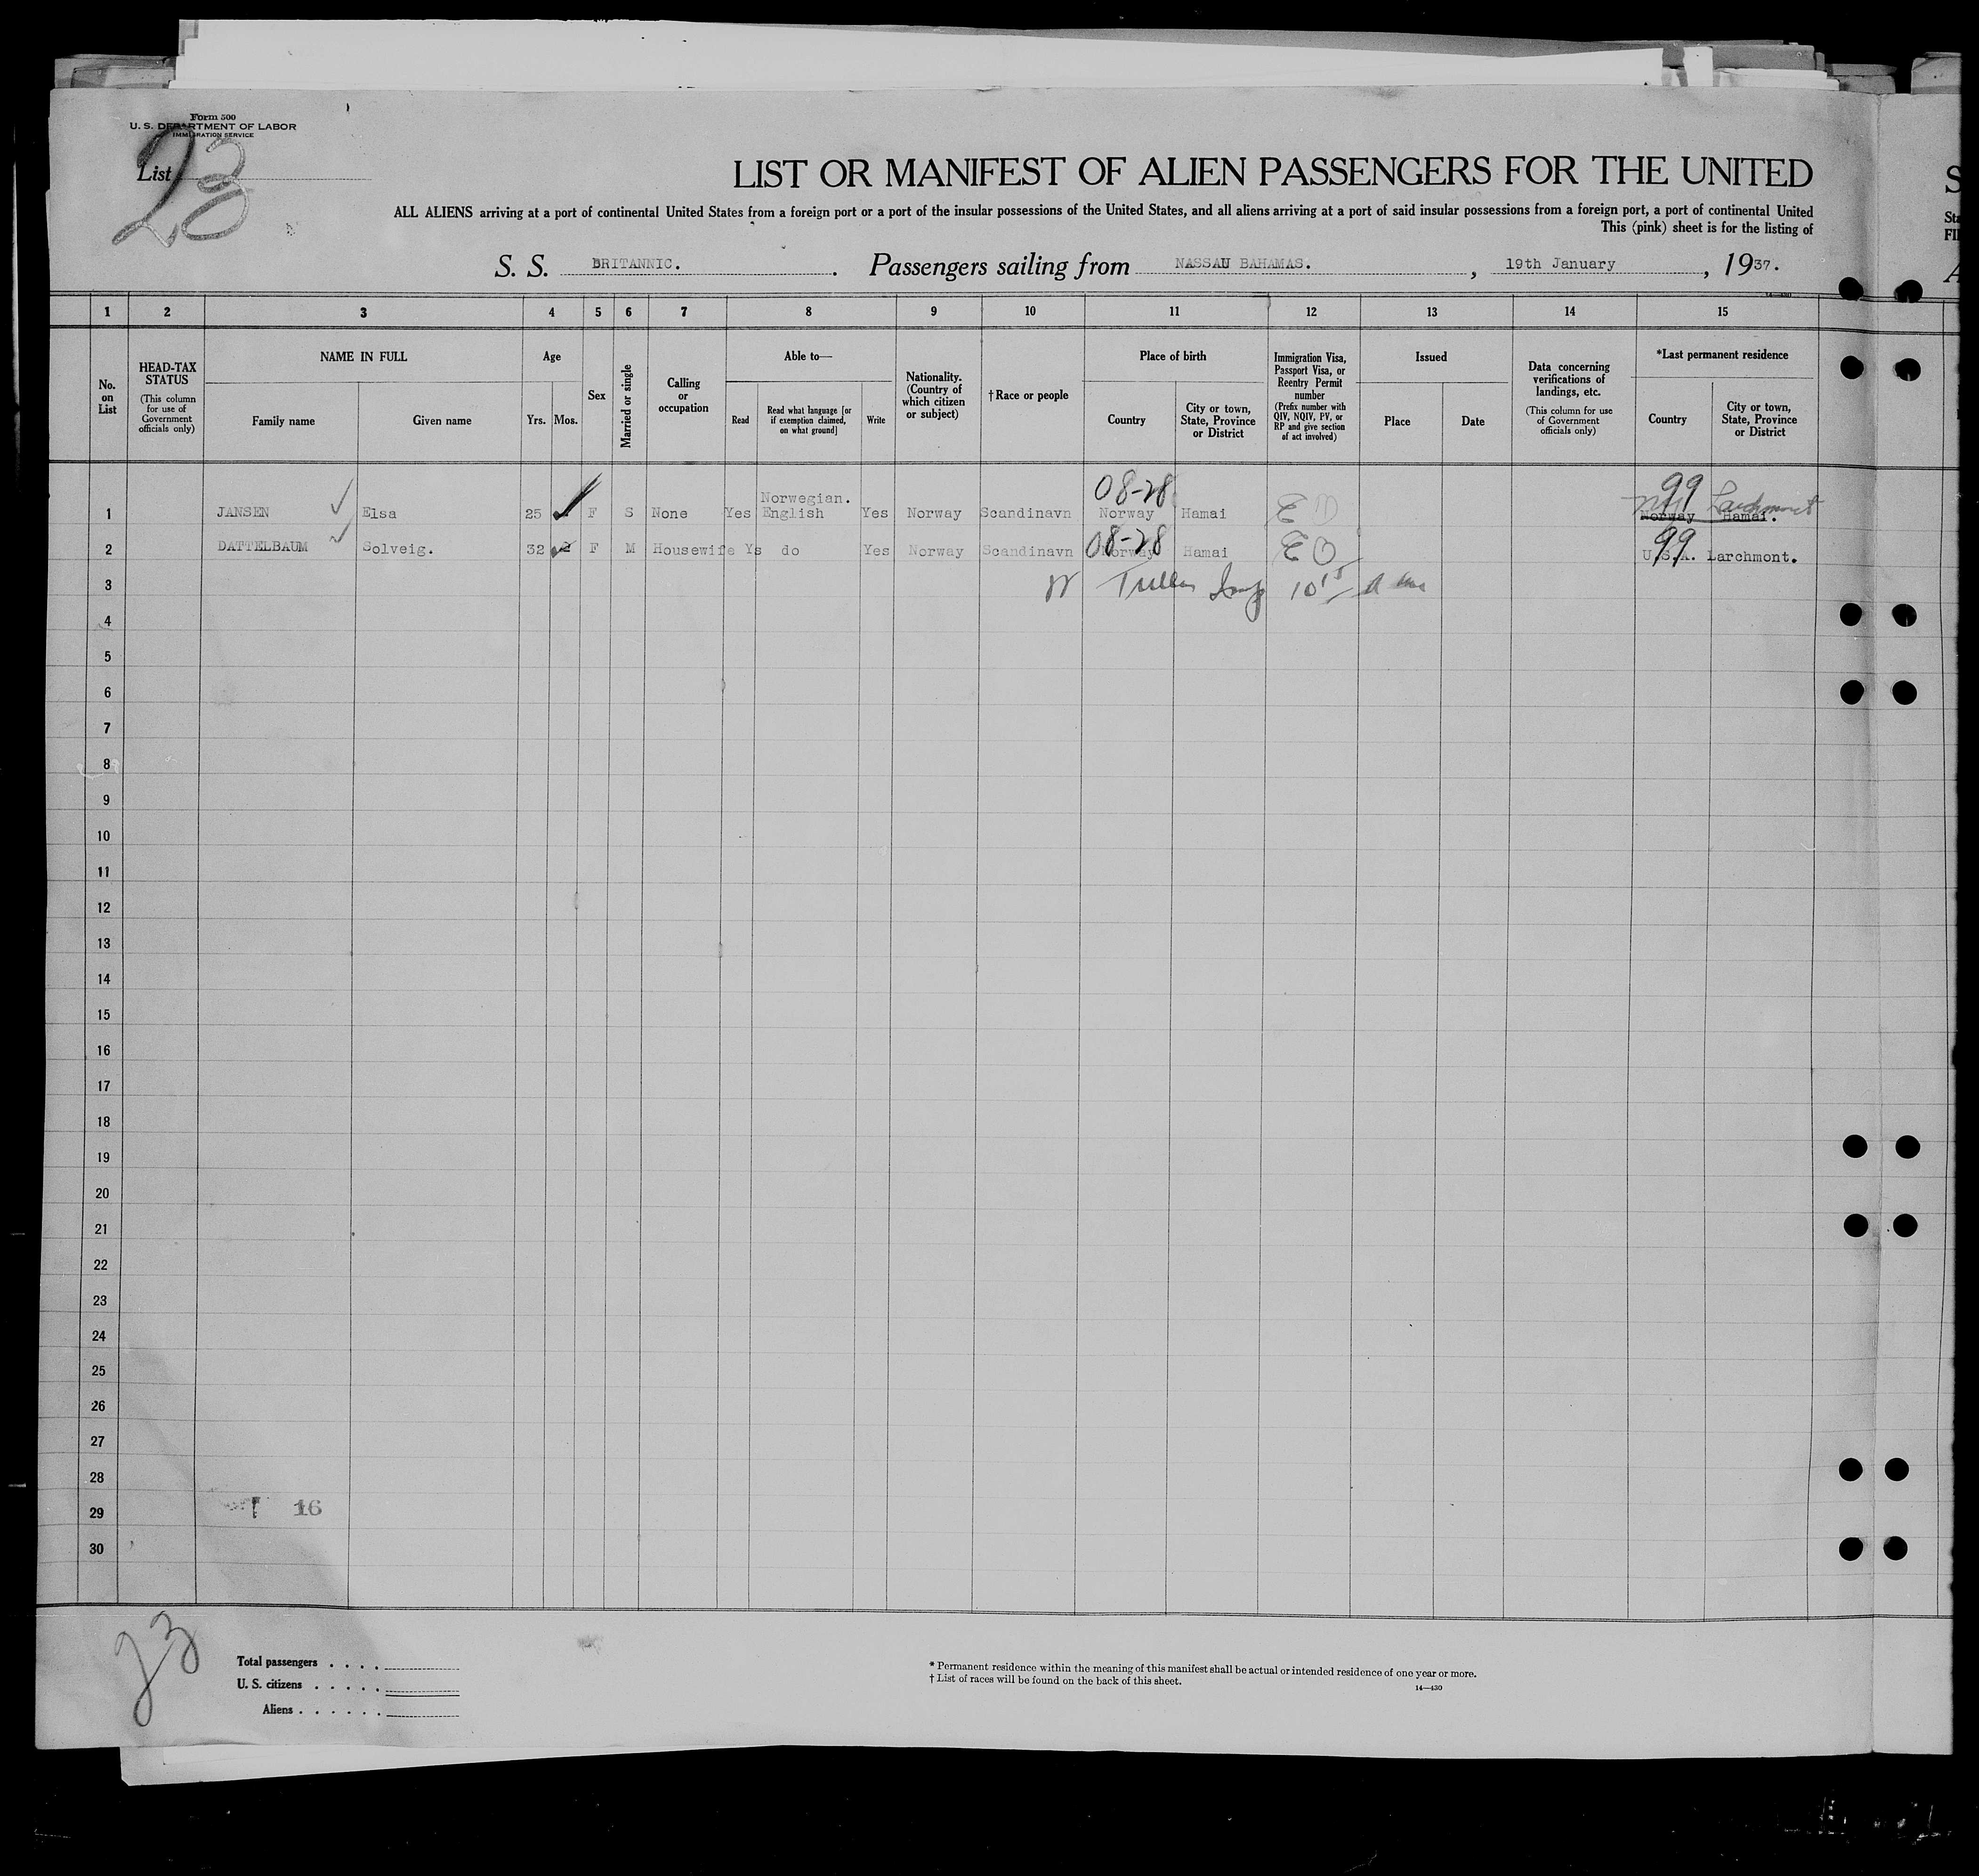 Form 500
U. S. DEPARTMENT OF LABOR
IMMIGRATION SERVICE
List 23
LIST OR MANIFEST OF ALIEN PASSENGERS FOR THE UNITED
ALL ALIENS arriving at a port of continental United States from a foreign port or a port of the insular possessions of the United States, and all aliens arriving at a port of said insular possessions from a foreign port, a port of continental United
This (pink) sheet is for the listing of
S. S. BRITANNIC. Passengers sailing from NASSAU BAHAMAS. , 19th January , 1937.
1 2 3 4 5 6 7 8 9 10 11 12 13 14 15
No. on List
HEAD-TAX STATUS (This column for use of Government officials only)
NAME IN FULL
Family name
Given name
Age
Yrs. Mos.
Sex
Married or single
Calling or occupation
Able to—
Read
Read what language [or if exemption claimed, on what ground]
Write
Nationality. (Country of which citizen or subject)
† Race or people
Place of birth
Country
City or town, State, Province or District
Immigration Visa, Passport Visa, or Reentry Permit number (Prefix number with QIV, NQIV, PV, or RP and give section of act involved)
Issued
Place
Date
Data concerning verifications of landings, etc. (This column for use of Government officials only)
*Last permanent residence
Country
City or town, State, Province or District
08-28 99
Norwegian. Larchmont
1 JANSEN Elsa 25 F S None Yes English Yes Norway Scandinavn Norway Hamai Norway Hamai.
08-28 99
2 DATTELBAUM Solveig. 32 F M Housewife Ys do Yes Norway Scandinavn Norway Hamai U.S.A. Larchmont.
3
4
5
6
7
8
9
10
11
12
13
14
15
16
17
18
19
20
21
22
23
24
25
26
27
28
29 16
30
23
Total passengers
U. S. citizens
Aliens
* Permanent residence within the meaning of this manifest shall be actual or intended residence of one year or more.
† List of races will be found on the back of this sheet.
14—430